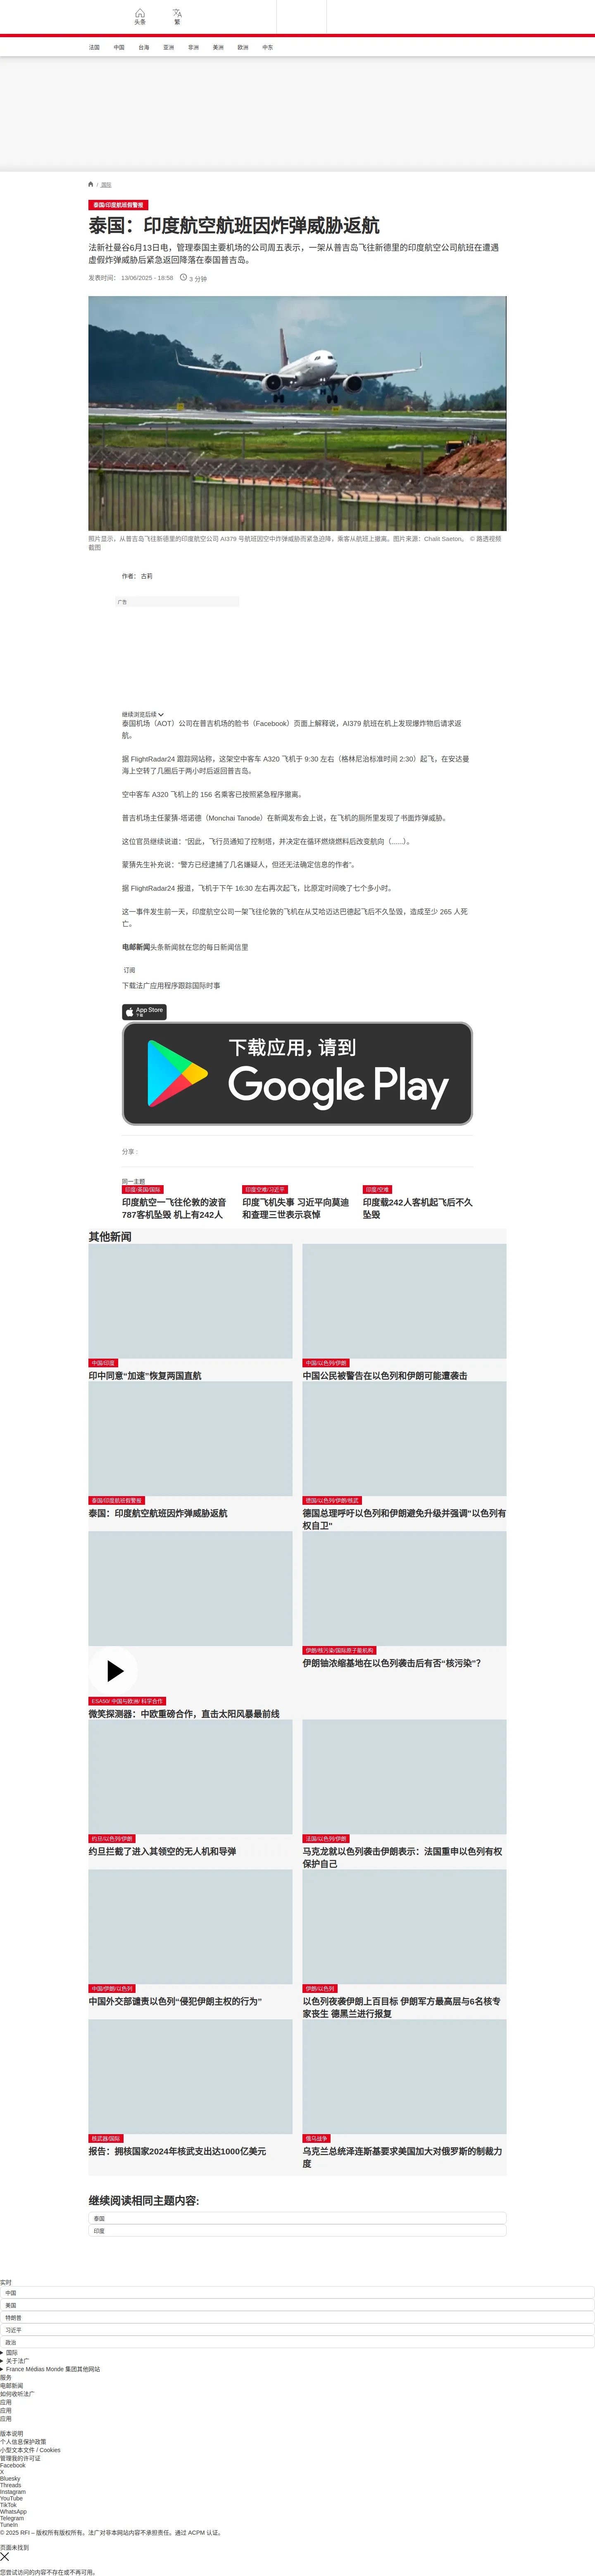 头条
繁
法国
中国
台海
亚洲
非洲
美洲
欧洲
中东
/ 国际
泰国/印度航班假警报
泰国：印度航空航班因炸弹威胁返航
法新社曼谷6月13日电，管理泰国主要机场的公司周五表示，一架从普吉岛飞往新德里的印度航空公司航班在遭遇
虚假炸弹威胁后紧急返回降落在泰国普吉岛。
发表时间： 13/06/2025 - 18:58
3 分钟
照片显示，从普吉岛飞往新德里的印度航空公司 AI379 号航班因空中炸弹威胁而紧急迫降，乘客从航班上撤离。图片来源：Chalit Saeton。 © 路透视频
截图
作者： 古莉
广告
继续浏览后续
泰国机场（AOT）公司在普吉机场的脸书（Facebook）页面上解释说，AI379 航班在机上发现爆炸物后请求返
航。
据 FlightRadar24 跟踪网站称，这架空中客车 A320 飞机于 9:30 左右（格林尼治标准时间 2:30）起飞，在安达曼
海上空转了几圈后于两小时后返回普吉岛。
空中客车 A320 飞机上的 156 名乘客已按照紧急程序撤离。
普吉机场主任蒙猜-塔诺德（Monchai Tanode）在新闻发布会上说，在飞机的厕所里发现了书面炸弹威胁。
这位官员继续说道：“因此，飞行员通知了控制塔，并决定在循环燃烧燃料后改变航向（......）。
蒙猜先生补充说：“警方已经逮捕了几名嫌疑人，但还无法确定信息的作者”。
据 FlightRadar24 报道，飞机于下午 16:30 左右再次起飞，比原定时间晚了七个多小时。
这一事件发生前一天，印度航空公司一架飞往伦敦的飞机在从艾哈迈达巴德起飞后不久坠毁，造成至少 265 人死
亡。
电邮新闻头条新闻就在您的每日新闻信里
订阅
下载法广应用程序跟踪国际时事
App Store
下载
下载应用，请到
Google Play
分享 :
同一主题
印度/英国/国际
印度航空一飞往伦敦的波音
787客机坠毁 机上有242人
印度空难/习近平
印度飞机失事 习近平向莫迪
和查理三世表示哀悼
印度/空难
印度载242人客机起飞后不久
坠毁
其他新闻
中国/印度
印中同意“加速”恢复两国直航
中国/以色列/伊朗
中国公民被警告在以色列和伊朗可能遭袭击
泰国/印度航班假警报
泰国：印度航空航班因炸弹威胁返航
德国/以色列/伊朗/核武
德国总理呼吁以色列和伊朗避免升级并强调"以色列有
权自卫"
ESA50/ 中国与欧洲/ 科学合作
微笑探测器：中欧重磅合作，直击太阳风暴最前线
伊朗/核污染/国际原子能机构
伊朗铀浓缩基地在以色列袭击后有否“核污染”？
约旦/以色列/伊朗
约旦拦截了进入其领空的无人机和导弹
法国/以色列/伊朗
马克龙就以色列袭击伊朗表示：法国重申以色列有权
保护自己
中国/伊朗/以色列
中国外交部谴责以色列“侵犯伊朗主权的行为”
伊朗/以色列
以色列夜袭伊朗上百目标 伊朗军方最高层与6名核专
家丧生 德黑兰进行报复
核武器/国际
报告：拥核国家2024年核武支出达1000亿美元
俄乌战争
乌克兰总统泽连斯基要求美国加大对俄罗斯的制裁力
度
继续阅读相同主题内容:
泰国
印度
实时
中国
美国
特朗普
习近平
政治
国际
关于法广
France Médias Monde 集团其他网站
服务
电邮新闻
如何收听法广
应用
应用
应用
版本说明
个人信息保护政策
小型文本文件 / Cookies
管理我的许可证
Facebook
X
Bluesky
Threads
Instagram
YouTube
TikTok
WhatsApp
Telegram
TuneIn
© 2025 RFI – 版权所有版权所有。法广对非本网站内容不承担责任。通过 ACPM 认证。
页面未找到
您尝试访问的内容不存在或不再可用。